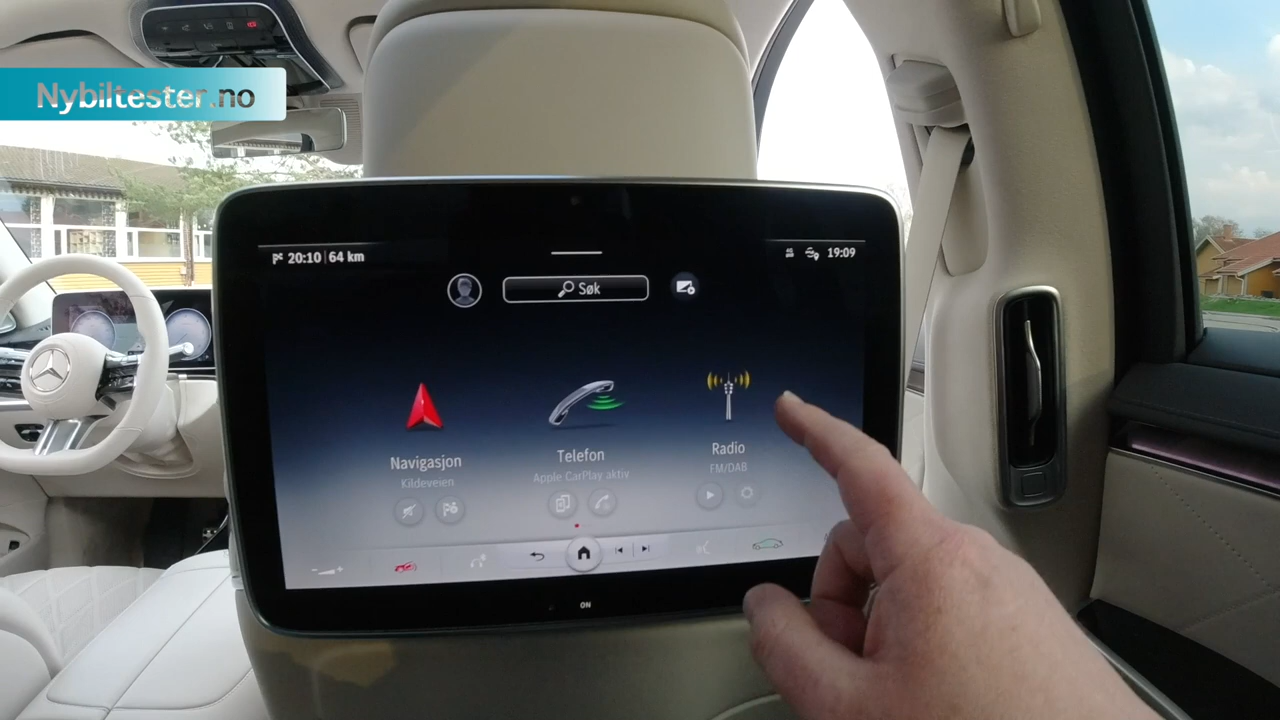 Nybiltester.no
20:10 64 km
19:09
Søk
Navigasjon
Kildeveien
Telefon
Apple CarPlay aktiv
Radio
FM/DAB
ON